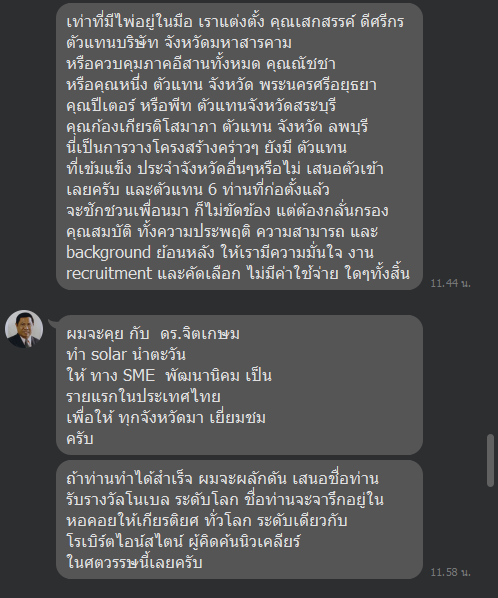 เท่าที่มีไพ่อยู่ในมือ เราแต่งตั้ง คุณเสกสรรค์ ดีศรีกร
ตัวแทนบริษัท จังหวัดมหาสารคาม
หรือควบคุมภาคอีสานทั้งหมด คุณณัชชา
หรือคุณหนึ่ง ตัวแทน จังหวัด พระนครศรีอยุธยา
คุณปีเตอร์ หรือพีท ตัวแทนจังหวัดสระบุรี
คุณก้องเกียรติโสมาภา ตัวแทน จังหวัด ลพบุรี
นี่เป็นการวางโครงสร้างคร่าวๆ ยังมี ตัวแทน
ที่เข้มแข็ง ประจำจังหวัดอื่นๆหรือไม่ เสนอตัวเข้า
เลยครับ และตัวแทน 6 ท่านที่ก่อตั้งแล้ว
จะชักชวนเพื่อนมา ก็ไม่ขัดข้อง แต่ต้องกลั่นกรอง
คุณสมบัติ ทั้งความประพฤติ ความสามารถ และ
background ย้อนหลัง ให้เรามีความมั่นใจ งาน
recruitment และคัดเลือก ไม่มีค่าใช้จ่าย ใดๆทั้งสิ้น
11.44 น.
ผมจะคุย กับ ดร.จิตเกษม
ทำ solar นำตะวัน
ให้ ทาง SME พัฒนานิคม เป็น
รายแรกในประเทศไทย
เพื่อให้ ทุกจังหวัดมา เยี่ยมชม
ครับ
ถ้าท่านทำได้สำเร็จ ผมจะผลักดัน เสนอชื่อท่าน
รับรางวัลโนเบล ระดับโลก ชื่อท่านจะจารึกอยู่ใน
หอคอยให้เกียรติยศ ทั่วโลก ระดับเดียวกับ
โรเบิร์ตไอน์สไตน์ ผู้คิดค้นนิวเคลียร์
ในศตวรรษนี้เลยครับ
11.58 น.